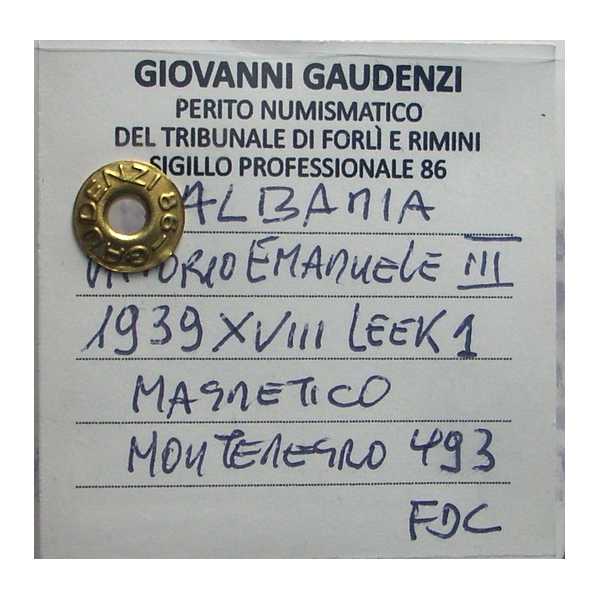 GIOVANNI GAUDENZI
PERITO NUMISMATICO
DEL TRIBUNALE DI FORLÌ E RIMINI
SIGILLO PROFESSIONALE 86
GAUDENZI 86
ALBANIA
VITTORIO EMANUELE III
1939 XVIII LEEK 1
MAGNETICO
MONTENEGRO 493
FDC